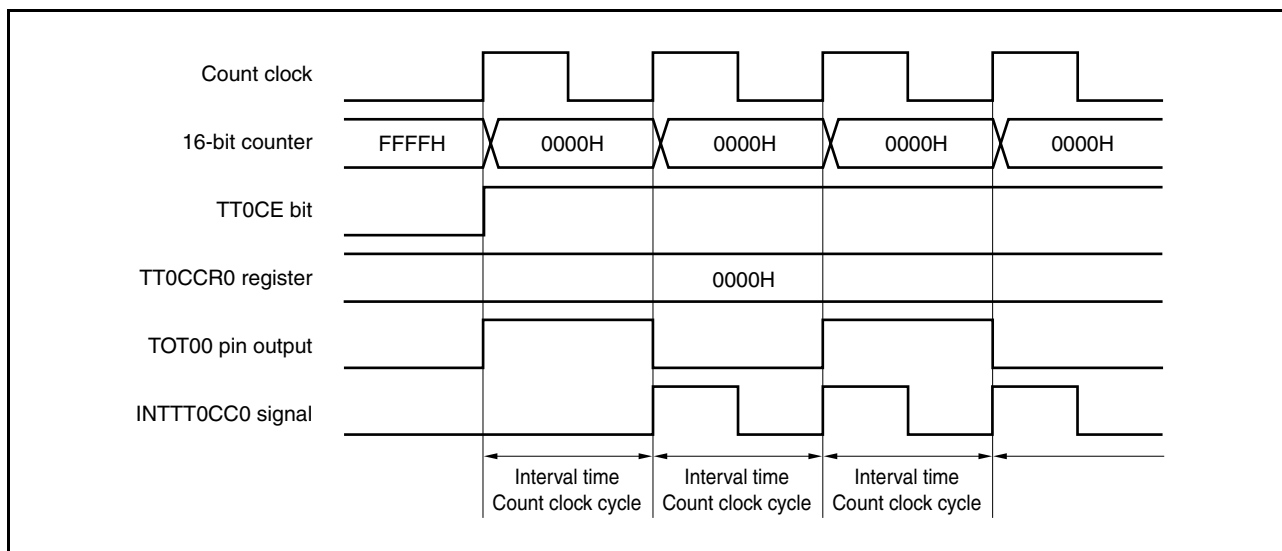 Count clock
16-bit counter
FFFFH
0000H
0000H
0000H
0000H
TT0CE bit
TT0CCR0 register
0000H
TOT00 pin output
INTTT0CC0 signal
Interval time
Count clock cycle
Interval time
Count clock cycle
Interval time
Count clock cycle